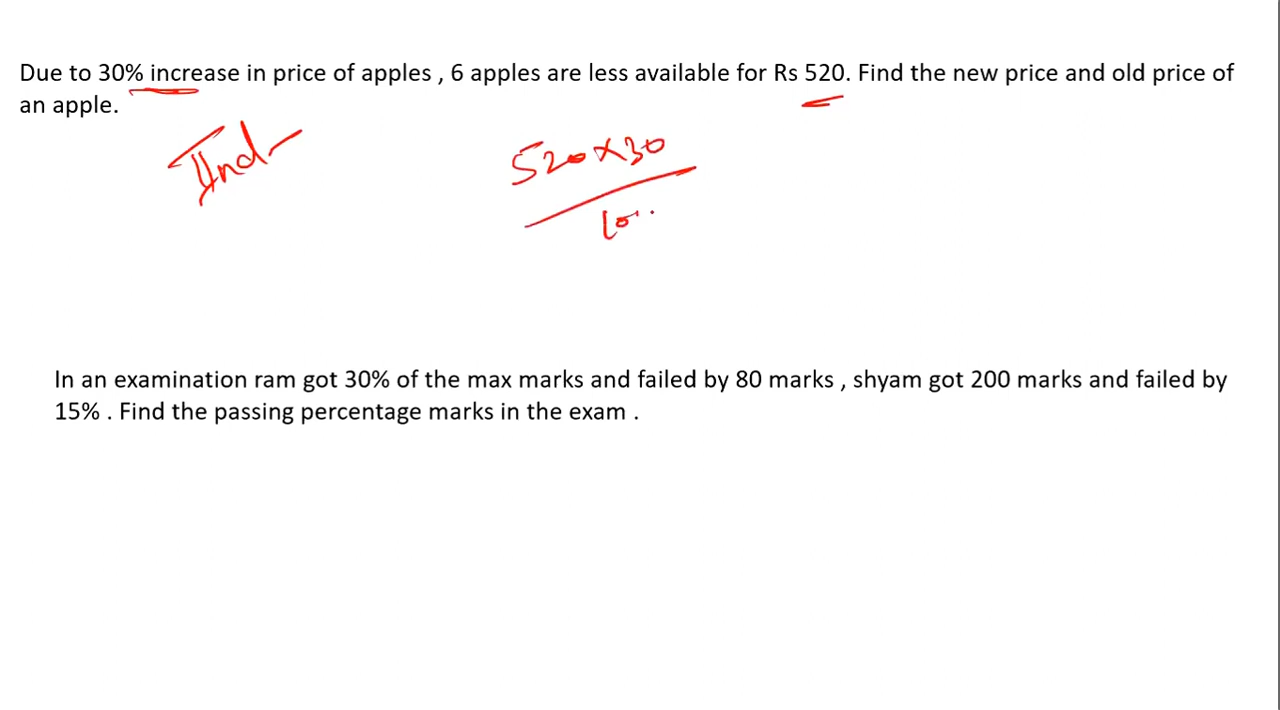 Due to 30% increase in price of apples , 6 apples are less available for Rs 520. Find the new price and old price of
an apple.
IInd
520 x 30
100
In an examination ram got 30% of the max marks and failed by 80 marks , shyam got 200 marks and failed by
15% . Find the passing percentage marks in the exam .